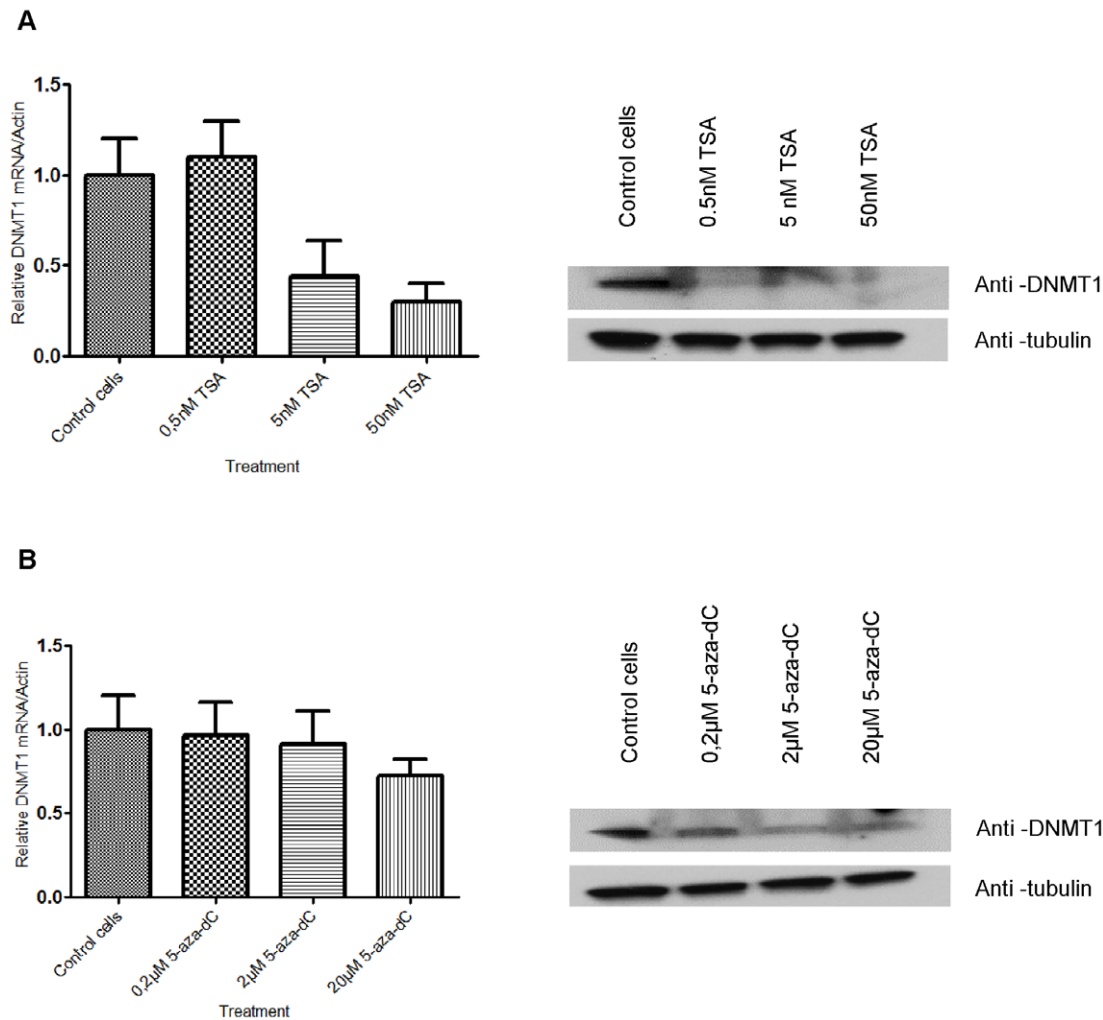 A
Relative DNMT1 mRNA/Actin
1.5
1.0
0.5
0.0
Control cells
0,5nM TSA
5nM TSA
50nM TSA
Treatment
Control cells
0.5nM TSA
5 nM TSA
50nM TSA
Anti -DNMT1
Anti -tubulin
B
Relative DNMT1 mRNA/Actin
1.5
1.0
0.5
0.0
Control cells
0,2µM 5-aza-dC
2µM 5-aza-dC
20µM 5-aza-dC
Treatment
Control cells
0,2µM 5-aza-dC
2µM 5-aza-dC
20µM 5-aza-dC
Anti -DNMT1
Anti -tubulin